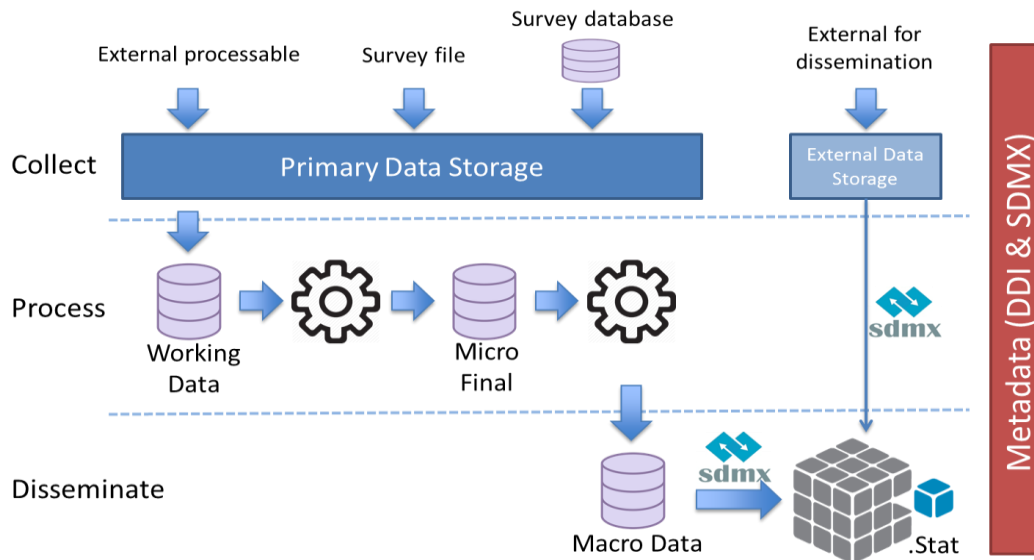 Survey database
External processable
Survey file
External for
dissemination
Collect
Primary Data Storage
External Data
Storage
Metadata (DDI & SDMX)
Process
Working
Data
Micro
Final
sdmx
Disseminate
sdmx
Macro Data
.Stat